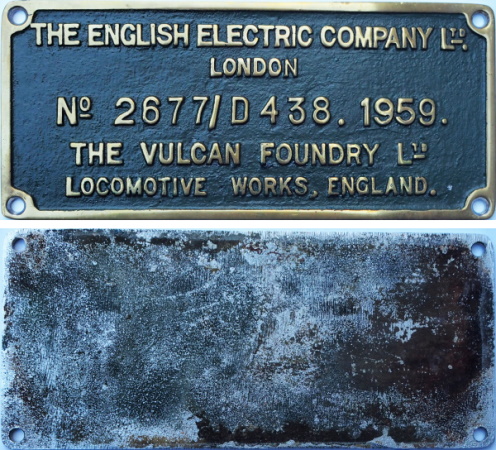 THE ENGLISH ELECTRIC COMPANY LTD.
LONDON
No 2677/D438. 1959.
THE VULCAN FOUNDRY LTD
LOCOMOTIVE WORKS, ENGLAND.